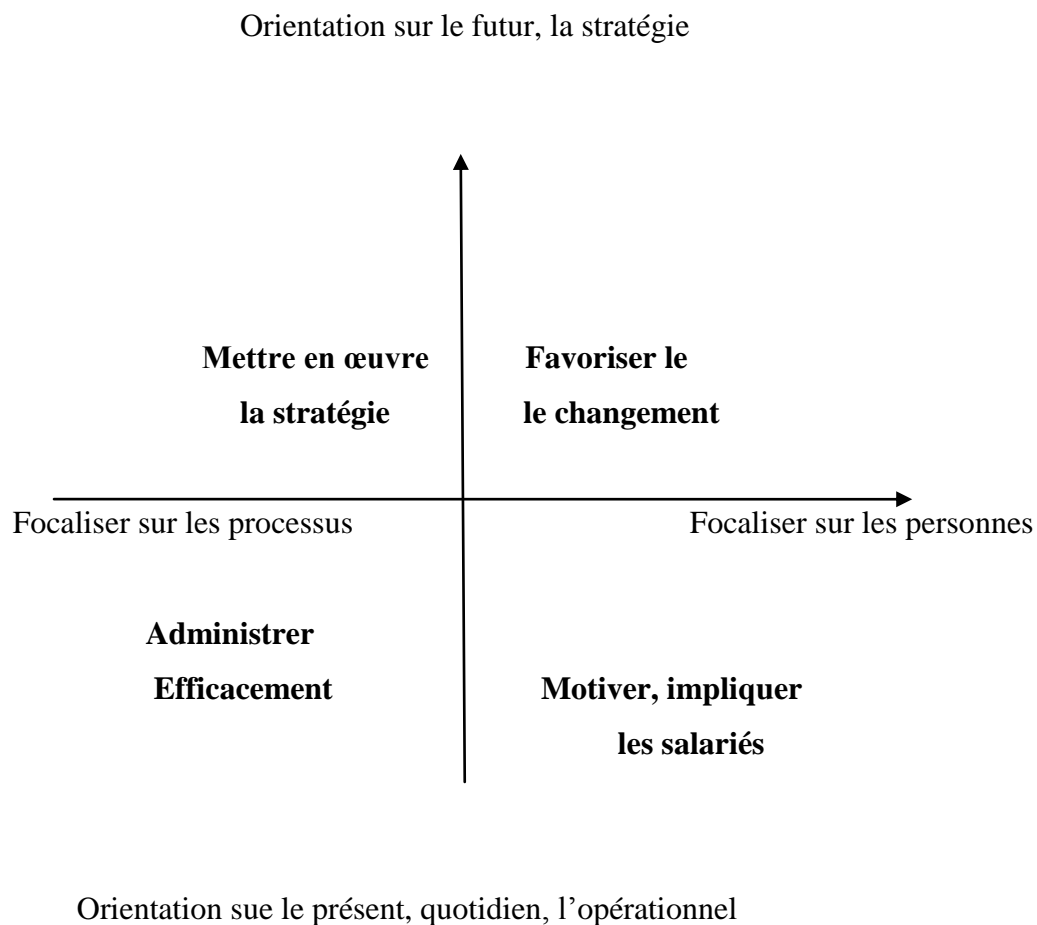 Orientation sur le futur, la stratégie
Mettre en œuvre
la stratégie
Favoriser le
le changement
Focaliser sur les processus
Focaliser sur les personnes
Administrer
Efficacement
Motiver, impliquer
les salariés
Orientation sue le présent, quotidien, l’opérationnel